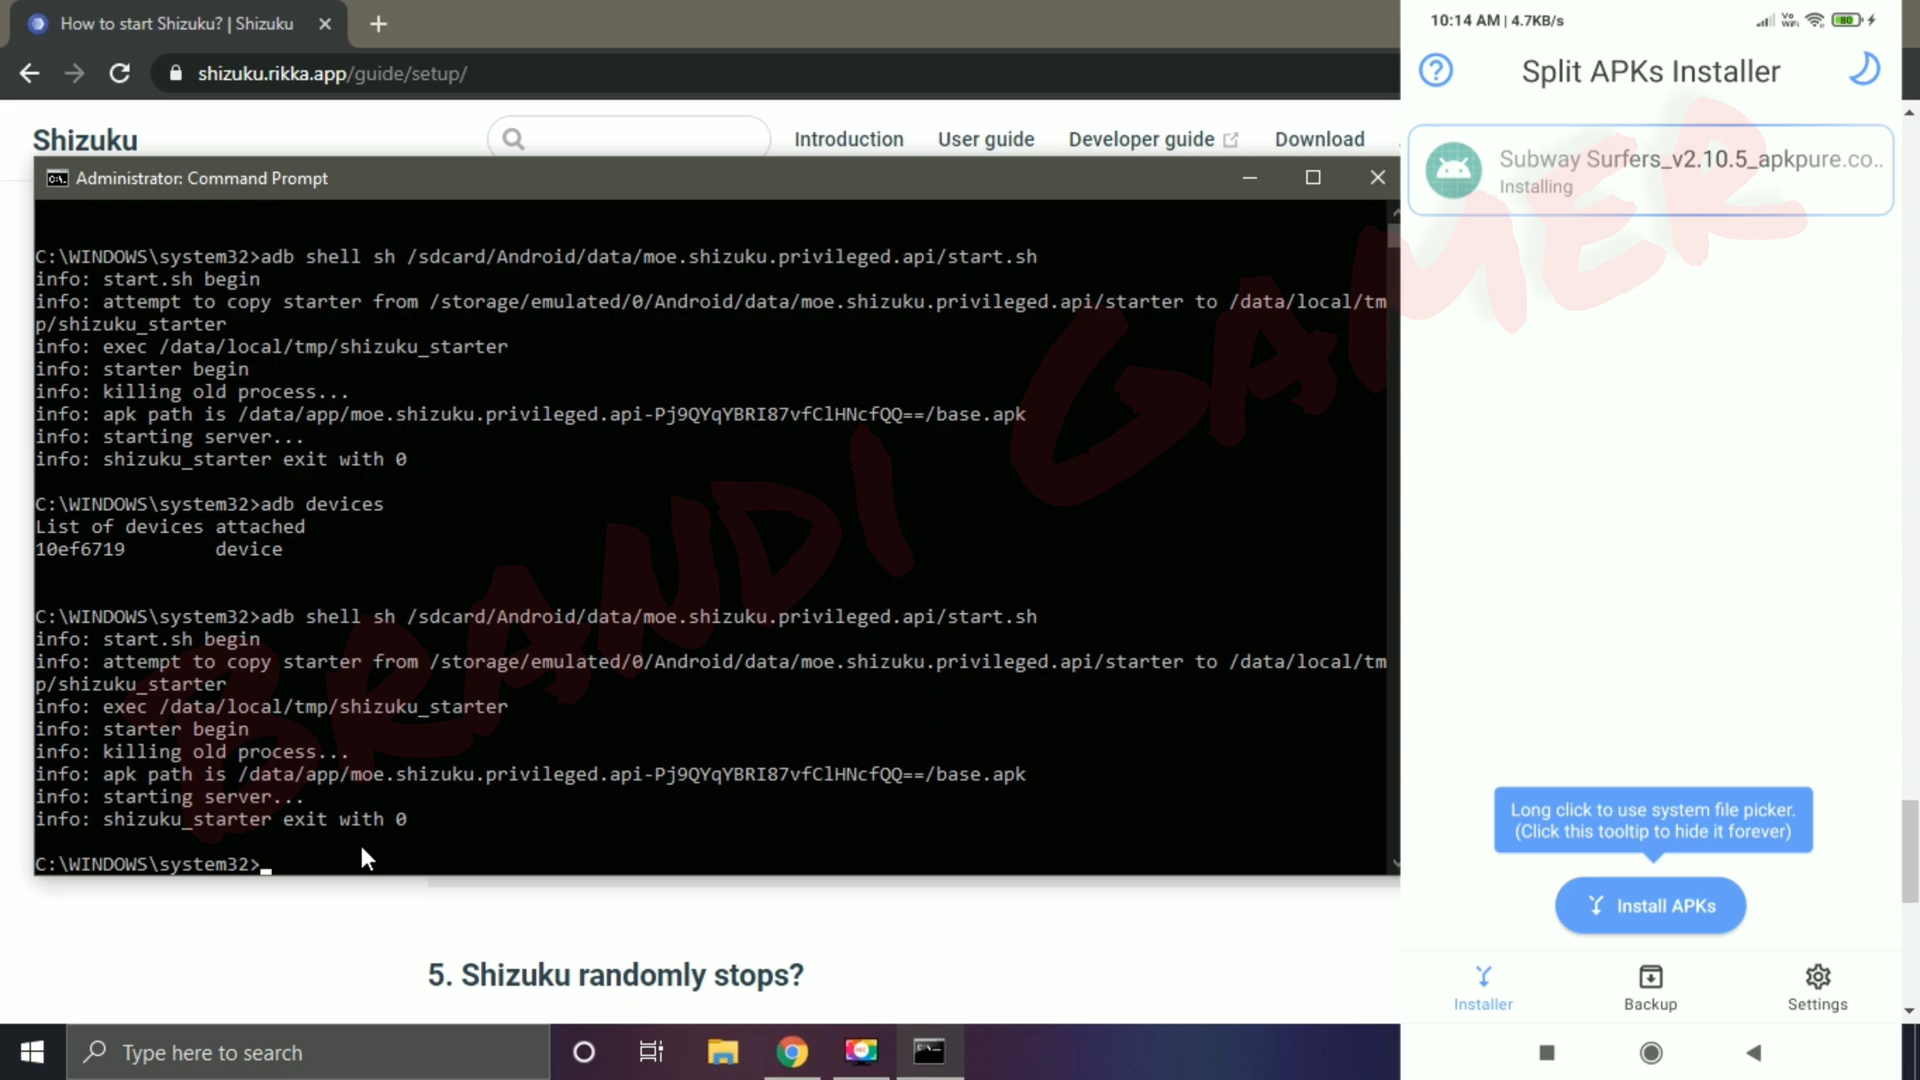 How to start Shizuku? | Shizuku
shizuku.rikka.app/guide/setup/
Shizuku
Introduction
User guide
Developer guide
Download
Administrator: Command Prompt
C:\WINDOWS\system32>adb shell sh /sdcard/Android/data/moe.shizuku.privileged.api/start.sh
info: start.sh begin
info: attempt to copy starter from /storage/emulated/0/Android/data/moe.shizuku.privileged.api/starter to /data/local/tm
p/shizuku_starter
info: exec /data/local/tmp/shizuku_starter
info: starter begin
info: killing old process...
info: apk path is /data/app/moe.shizuku.privileged.api-Pj9QYqYBRI87vfClHNcfQQ==/base.apk
info: starting server...
info: shizuku_starter exit with 0
C:\WINDOWS\system32>adb devices
List of devices attached
10ef6719 device
C:\WINDOWS\system32>adb shell sh /sdcard/Android/data/moe.shizuku.privileged.api/start.sh
info: start.sh begin
info: attempt to copy starter from /storage/emulated/0/Android/data/moe.shizuku.privileged.api/starter to /data/local/tm
p/shizuku_starter
info: exec /data/local/tmp/shizuku_starter
info: starter begin
info: killing old process...
info: apk path is /data/app/moe.shizuku.privileged.api-Pj9QYqYBRI87vfClHNcfQQ==/base.apk
info: starting server...
info: shizuku_starter exit with 0
C:\WINDOWS\system32>
5. Shizuku randomly stops?
Type here to search
BRANDI GAMER
10:14 AM | 4.7KB/s
Vo
WiFi
80
Split APKs Installer
Subway Surfers_v2.10.5_apkpure.co...
Installing
Long click to use system file picker.
(Click this tooltip to hide it forever)
Install APKs
Installer
Backup
Settings